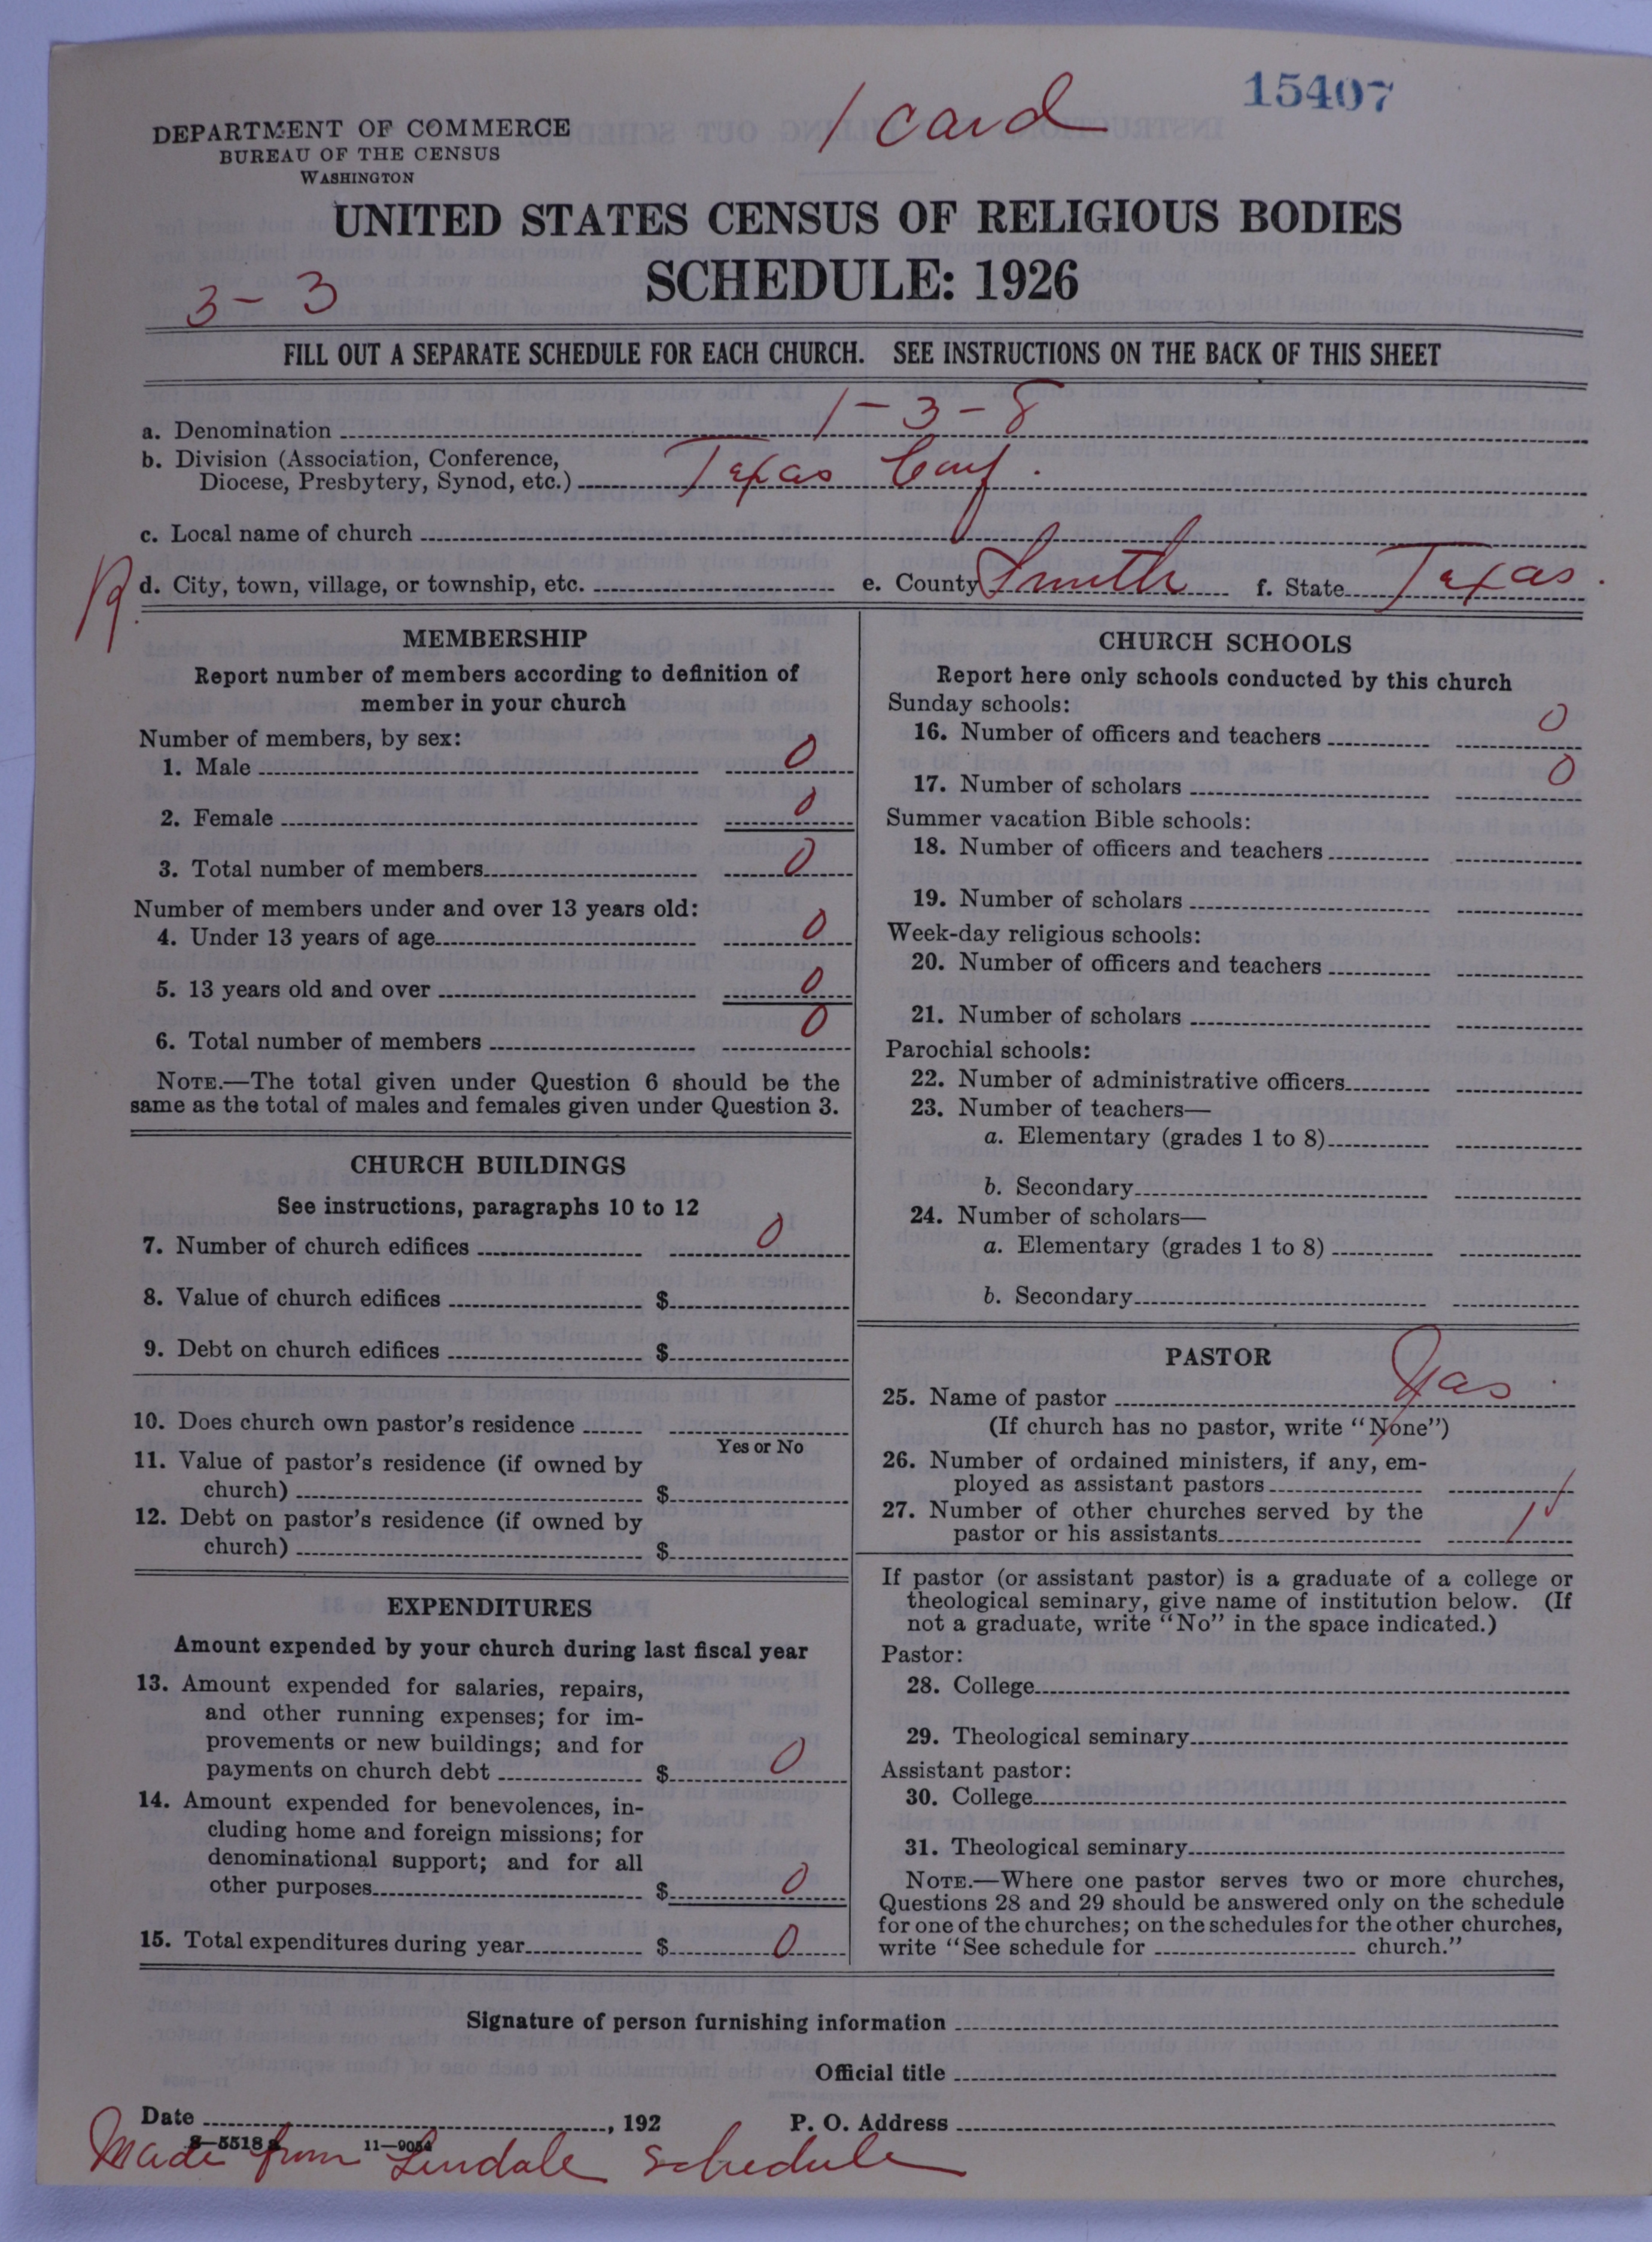 15407
1 card
DEPARTMENT OF COMMERCE
BUREAU OF THE CENSUS
WASHINGTON
UNITED STATES CENSUS OF RELIGIOUS BODIES
SCHEDULE: 1926
3-3
FILL OUT A SEPARATE SCHEDULE FOR EACH CHURCH. SEE INSTRUCTIONS ON THE BACK OF THIS SHEET
a. Denomination 1-3-8
b. Division (Association, Conference,
Diocese, Presbytery, Synod, etc.) Texas Conf.
c. Local name of church
R d. City, town, village, or township, etc. e. County Smith f. State Texas.
MEMBERSHIP
Report number of members according to definition of
member in your church
Number of members, by sex:
1. Male 0
2. Female 0
3. Total number of members 0
Number of members under and over 13 years old:
4. Under 13 years of age 0
5. 13 years old and over 0
6. Total number of members 0
NOTE.—The total given under Question 6 should be the
same as the total of males and females given under Question 3.
CHURCH BUILDINGS
See instructions, paragraphs 10 to 12
7. Number of church edifices 0
8. Value of church edifices $
9. Debt on church edifices $
10. Does church own pastor's residence
Yes or No
11. Value of pastor's residence (if owned by
church) $
12. Debt on pastor's residence (if owned by
church) $
EXPENDITURES
Amount expended by your church during last fiscal year
13. Amount expended for salaries, repairs,
and other running expenses; for im-
provements or new buildings; and for
payments on church debt $ 0
14. Amount expended for benevolences, in-
cluding home and foreign missions; for
denominational support; and for all
other purposes $ 0
15. Total expenditures during year $ 0
CHURCH SCHOOLS
Report here only schools conducted by this church
Sunday schools:
16. Number of officers and teachers 0
17. Number of scholars 0
Summer vacation Bible schools:
18. Number of officers and teachers
19. Number of scholars
Week-day religious schools:
20. Number of officers and teachers
21. Number of scholars
Parochial schools:
22. Number of administrative officers
23. Number of teachers—
a. Elementary (grades 1 to 8)
b. Secondary
24. Number of scholars—
a. Elementary (grades 1 to 8)
b. Secondary
PASTOR
25. Name of pastor
(If church has no pastor, write "None")
26. Number of ordained ministers, if any, em-
ployed as assistant pastors
27. Number of other churches served by the
pastor or his assistants 1
If pastor (or assistant pastor) is a graduate of a college or
theological seminary, give name of institution below. (If
not a graduate, write "No" in the space indicated.)
Pastor:
28. College
29. Theological seminary
Assistant pastor:
30. College
31. Theological seminary
NOTE.—Where one pastor serves two or more churches,
Questions 28 and 29 should be answered only on the schedule
for one of the churches; on the schedules for the other churches,
write "See schedule for church."
Signature of person furnishing information
Official title
Date , 192 P. O. Address
8-5518 11-9054
Made from Lindale Schedule